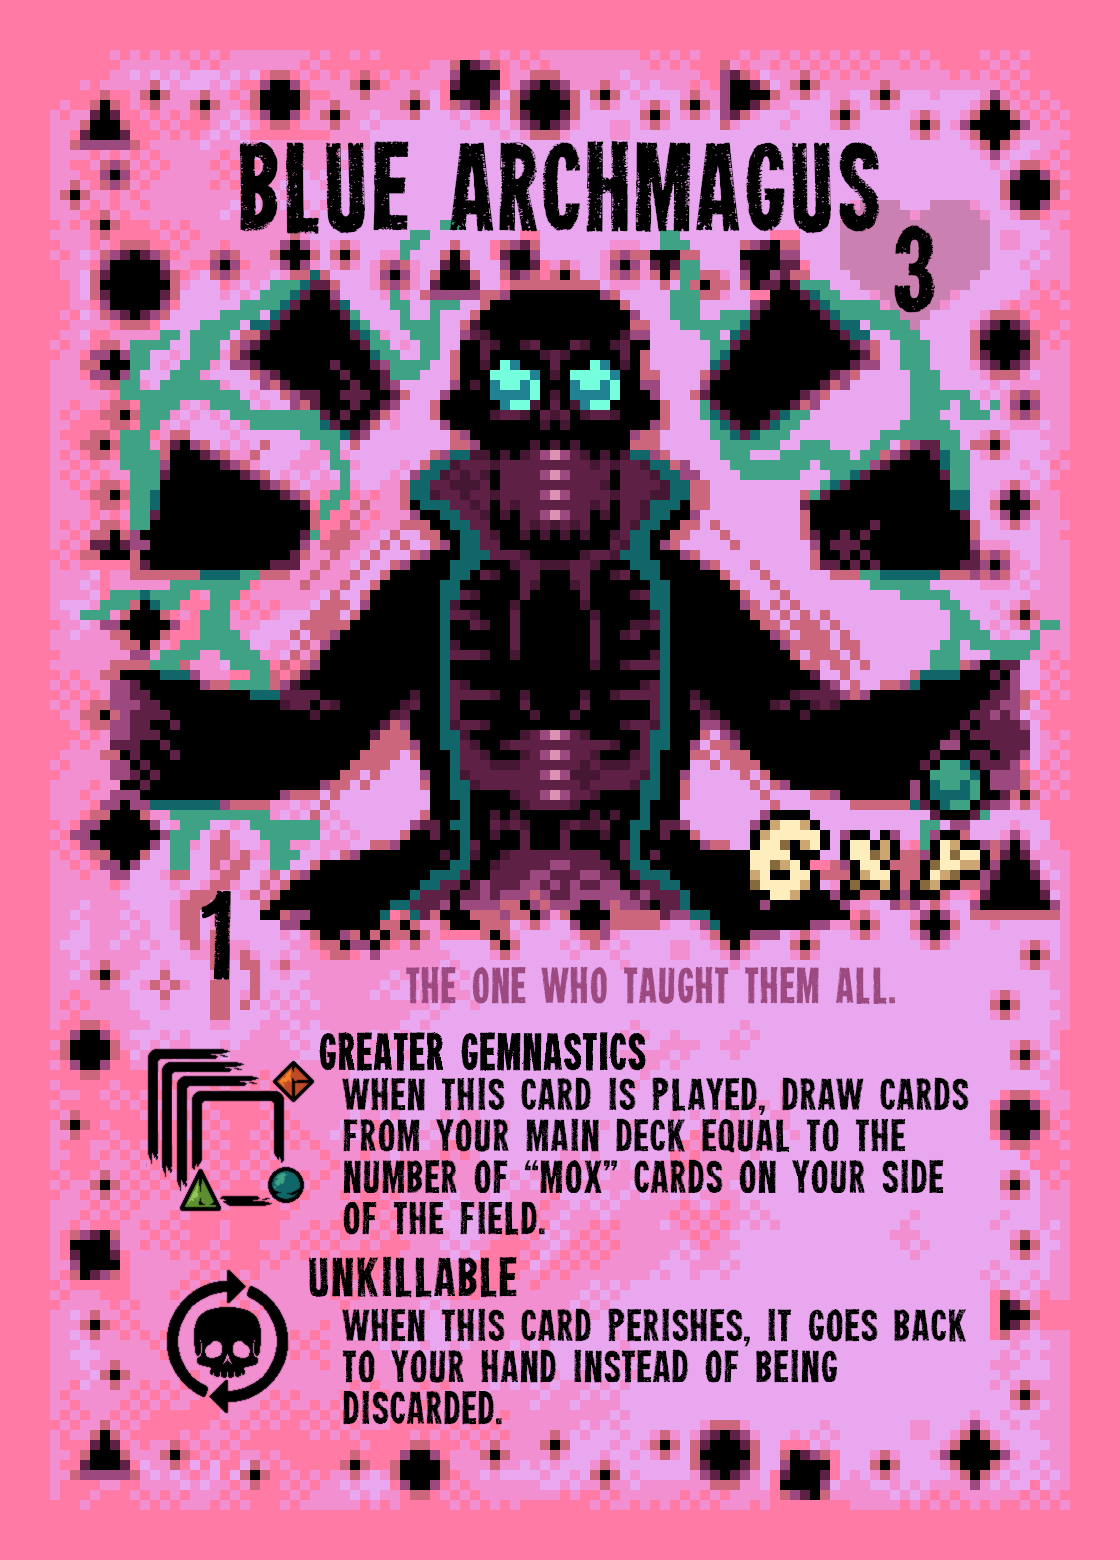 BLUE ARCHMAGUS
3
6 x
1
THE ONE WHO TAUGHT THEM ALL.
GREATER GEMNASTICS
WHEN THIS CARD IS PLAYED, DRAW CARDS
FROM YOUR MAIN DECK EQUAL TO THE
NUMBER OF “MOX” CARDS ON YOUR SIDE
OF THE FIELD.
UNKILLABLE
WHEN THIS CARD PERISHES, IT GOES BACK
TO YOUR HAND INSTEAD OF BEING
DISCARDED.